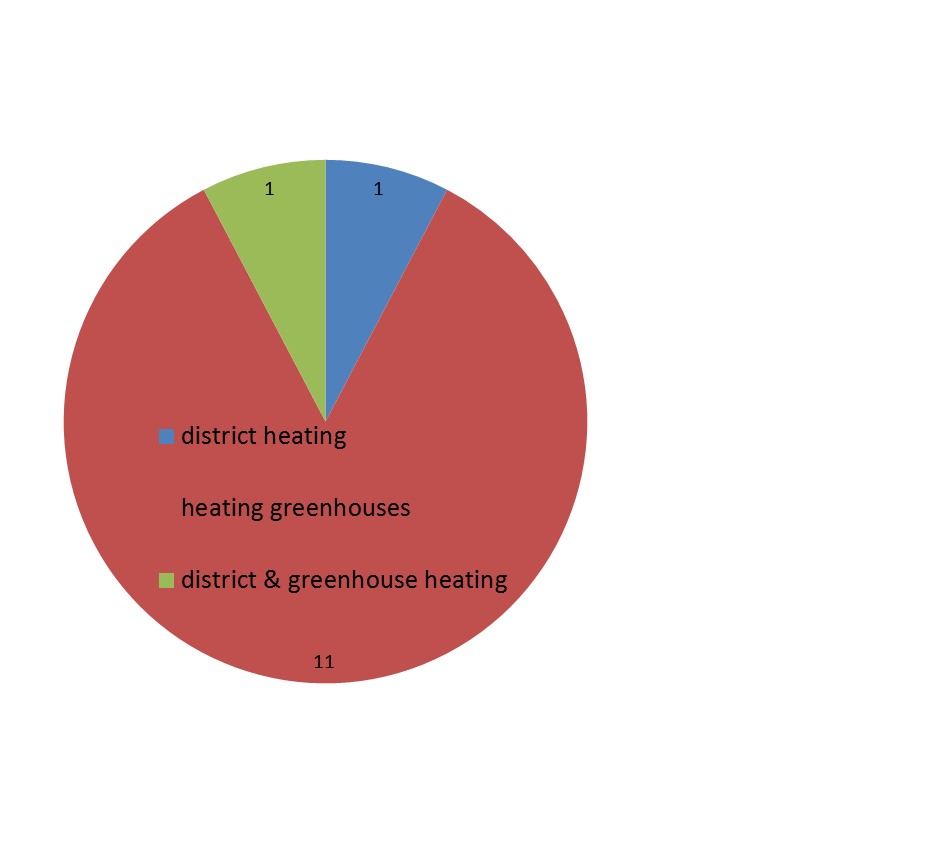 1 1
district heating
heating greenhouses
district & greenhouse heating
11